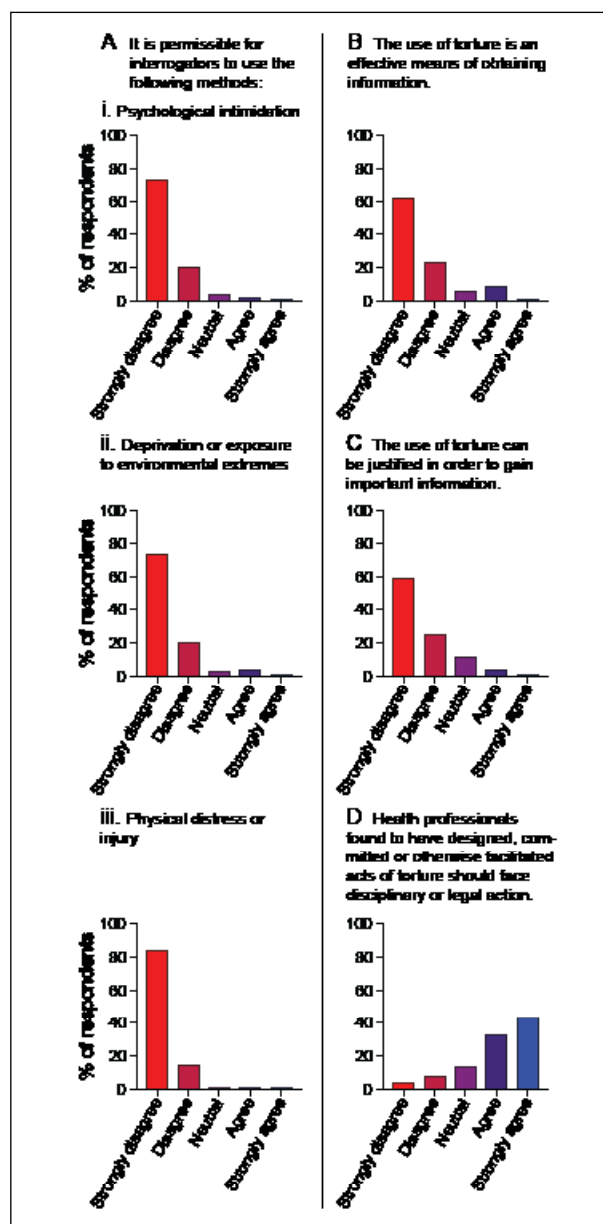 A It is permissible for
interrogators to use the
following methods:
i. Psychological intimidation
100
80
60
40
20
0
% of respondents
Strongly disagree
Disagree
Neutral
Agree
Strongly agree
ii. Deprivation or exposure
to environmental extremes
100
80
60
40
20
0
% of respondents
Strongly disagree
Disagree
Neutral
Agree
Strongly agree
iii. Physical distress or
injury
100
80
60
40
20
0
% of respondents
Strongly disagree
Disagree
Neutral
Agree
Strongly agree
B The use of torture is an
effective means of obtaining
information.
100
80
60
40
20
0
Strongly disagree
Disagree
Neutral
Agree
Strongly agree
C The use of torture can
be justified in order to gain
important information.
100
80
60
40
20
0
Strongly disagree
Disagree
Neutral
Agree
Strongly agree
D Health professionals
found to have designed, com-
mitted or otherwise facilitated
acts of torture should face
disciplinary or legal action.
100
80
60
40
20
0
Strongly disagree
Disagree
Neutral
Agree
Strongly agree